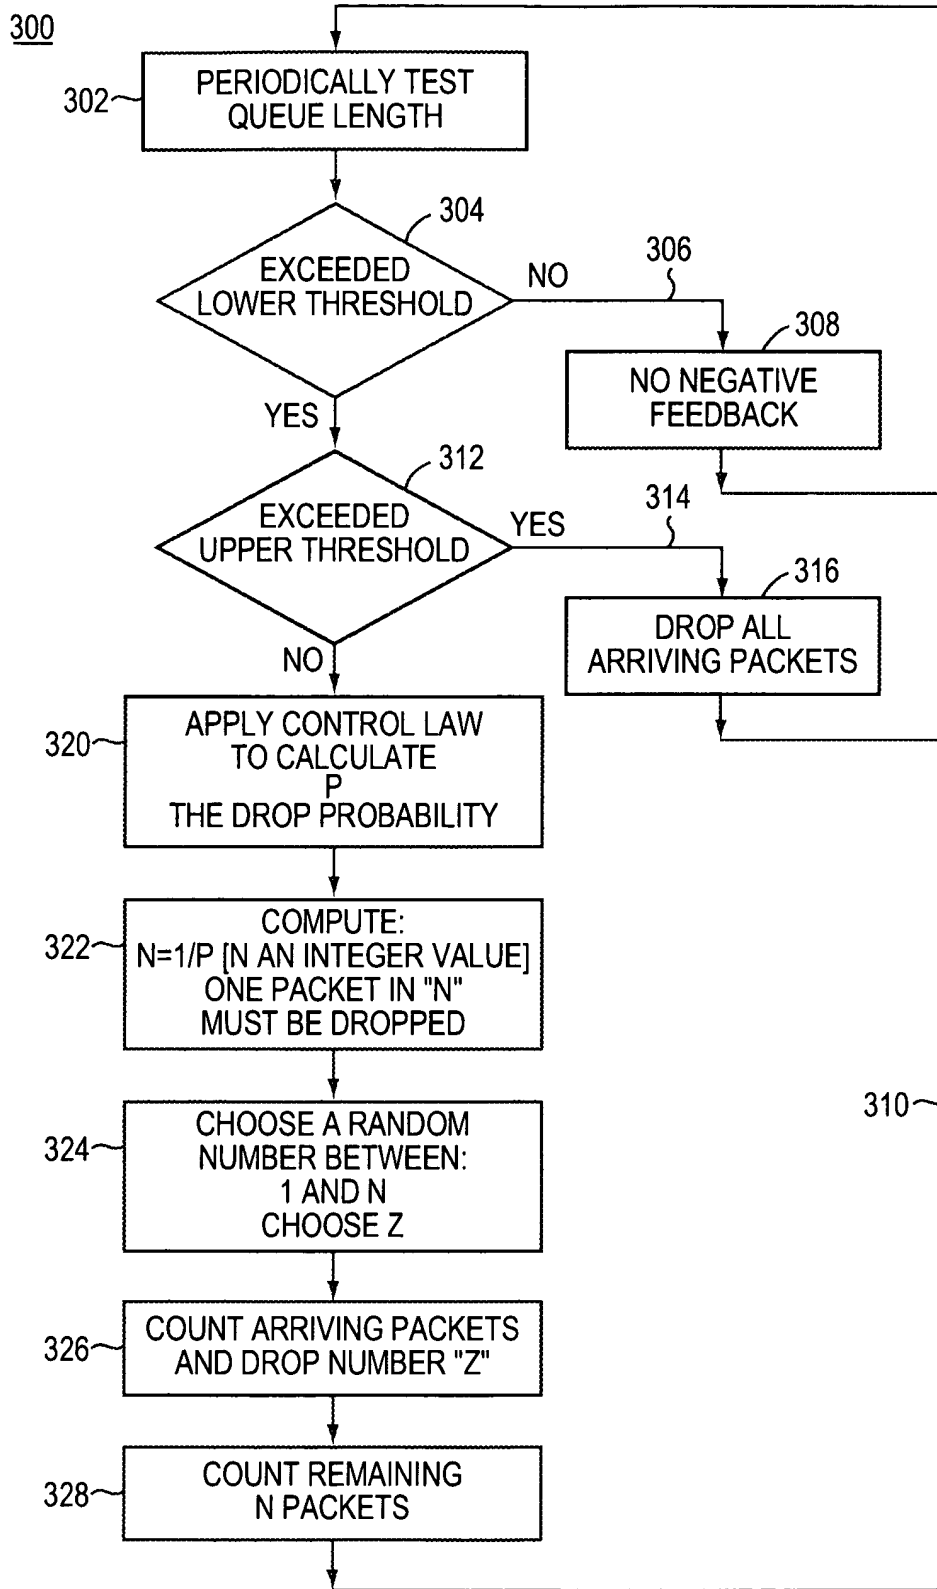 300
302
PERIODICALLY TEST
QUEUE LENGTH
304
EXCEEDED
LOWER THRESHOLD
NO
306
308
NO NEGATIVE
FEEDBACK
YES
312
EXCEEDED
UPPER THRESHOLD
YES
314
316
DROP ALL
ARRIVING PACKETS
NO
320
APPLY CONTROL LAW
TO CALCULATE
P
THE DROP PROBABILITY
322
COMPUTE:
N=1/P [N AN INTEGER VALUE]
ONE PACKET IN "N"
MUST BE DROPPED
310
324
CHOOSE A RANDOM
NUMBER BETWEEN:
1 AND N
CHOOSE Z
326
COUNT ARRIVING PACKETS
AND DROP NUMBER "Z"
328
COUNT REMAINING
N PACKETS